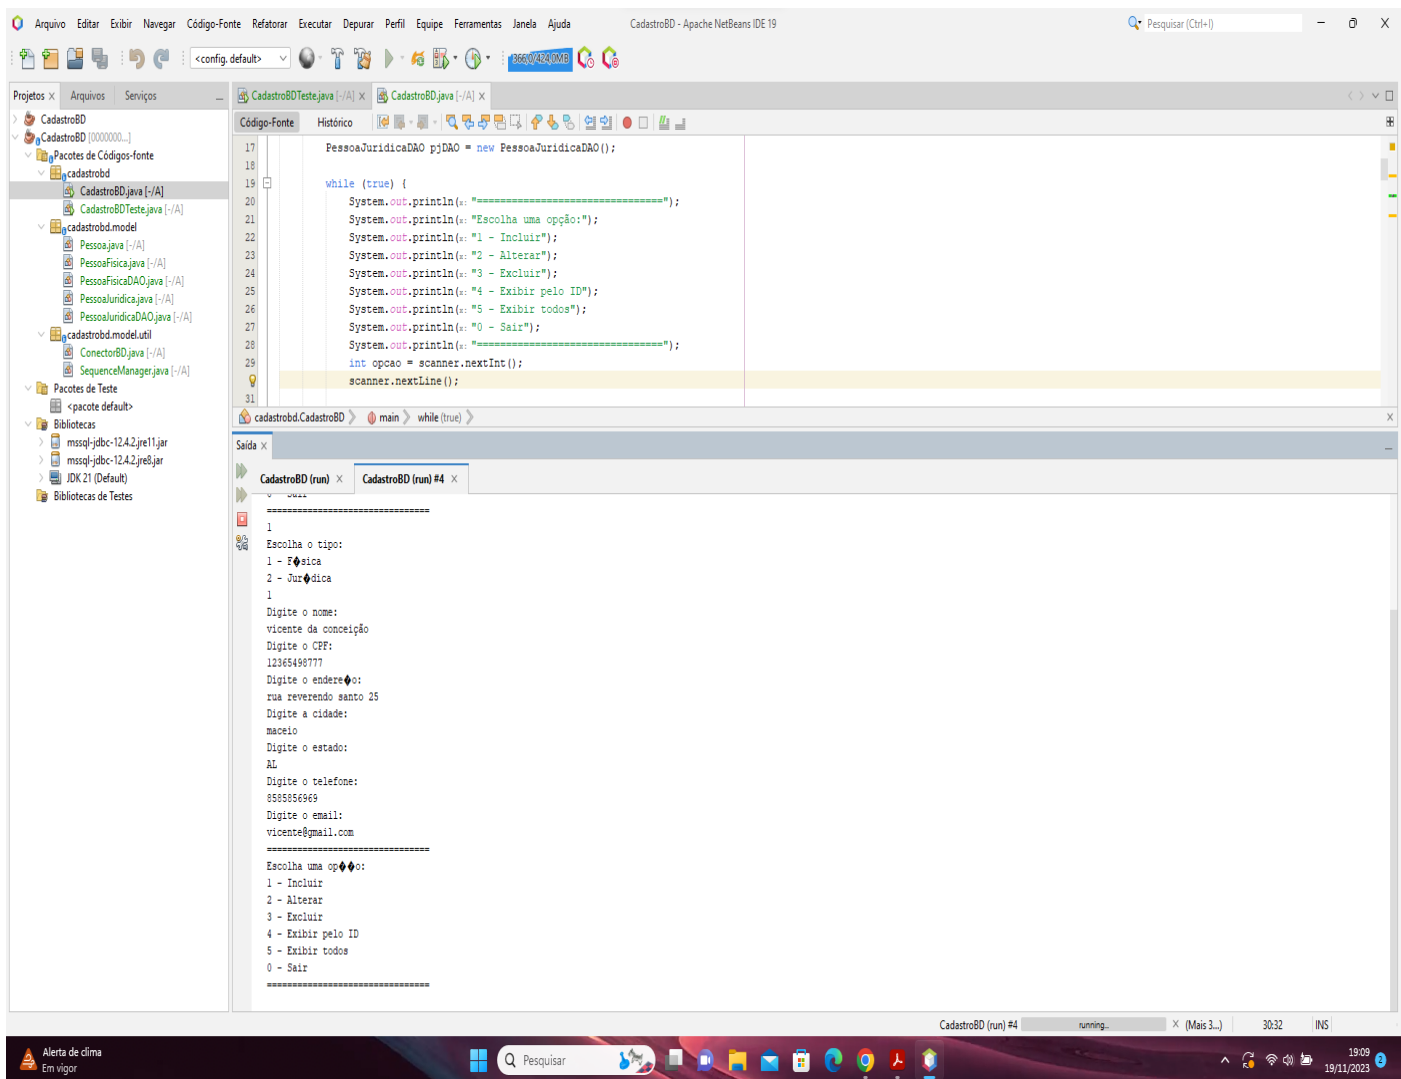 Arquivo Editar Exibir Navegar Código-Fonte Refatorar Executar Depurar Perfil Equipe Ferramentas Janela Ajuda CadastroBD - Apache NetBeans IDE 19 Pesquisar (Ctrl+I)
<config. default> 366,0/424,0MB
Projetos Arquivos Serviços
CadastroBDTeste.java [-/A] CadastroBD.java [-/A]
Código-Fonte Histórico
CadastroBD
CadastroBD [0000000...]
Pacotes de Códigos-fonte
cadastrobd
CadastroBD.java [-/A]
CadastroBDTeste.java [-/A]
cadastrobd.model
Pessoa.java [-/A]
PessoaFisica.java [-/A]
PessoaFisicaDAO.java [-/A]
PessoaJuridica.java [-/A]
PessoaJuridicaDAO.java [-/A]
cadastrobd.model.util
ConectorBD.java [-/A]
SequenceManager.java [-/A]
Pacotes de Teste
<pacote default>
Bibliotecas
mssql-jdbc-12.4.2.jre11.jar
mssql-jdbc-12.4.2.jre8.jar
JDK 21 (Default)
Bibliotecas de Testes
17 PessoaJuridicaDAO pjDAO = new PessoaJuridicaDAO();
18
19 while (true) {
20 System.out.println(x: "================================");
21 System.out.println(x: "Escolha uma opção:");
22 System.out.println(x: "1 - Incluir");
23 System.out.println(x: "2 - Alterar");
24 System.out.println(x: "3 - Excluir");
25 System.out.println(x: "4 - Exibir pelo ID");
26 System.out.println(x: "5 - Exibir todos");
27 System.out.println(x: "0 - Sair");
28 System.out.println(x: "================================");
29 int opcao = scanner.nextInt();
scanner.nextLine();
31
cadastrobd.CadastroBD main while (true)
Saída
CadastroBD (run) CadastroBD (run) #4
0 - Sair
================================
1
Escolha o tipo:
1 - F�sica
2 - Jur�dica
1
Digite o nome:
vicente da conceição
Digite o CPF:
12365498777
Digite o endere�o:
rua reverendo santo 25
Digite a cidade:
maceio
Digite o estado:
AL
Digite o telefone:
8585856969
Digite o email:
vicente@gmail.com
================================
Escolha uma op��o:
1 - Incluir
2 - Alterar
3 - Excluir
4 - Exibir pelo ID
5 - Exibir todos
0 - Sair
================================
CadastroBD (run) #4 running... (Mais 3...) 30:32 INS
Alerta de clima
Em vigor
Pesquisar
19:09
19/11/2023
2